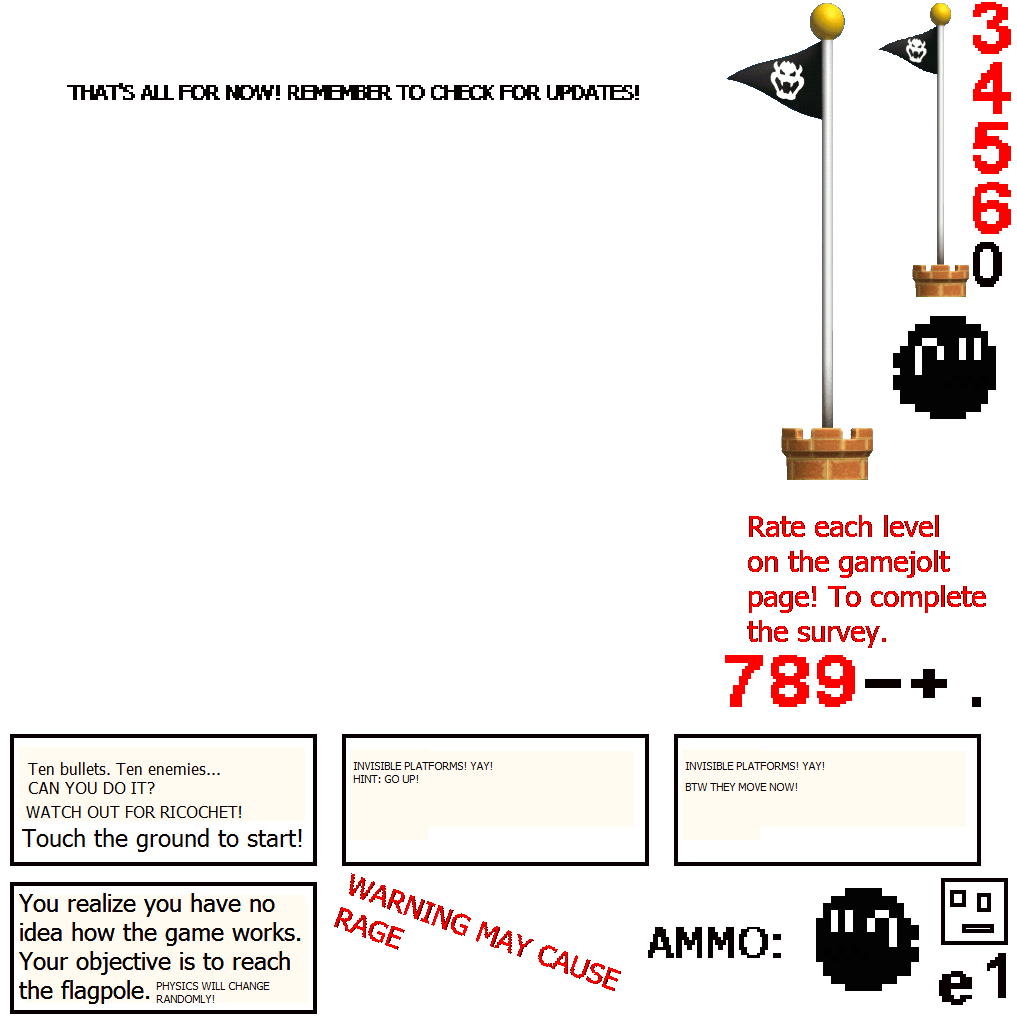 THAT'S ALL FOR NOW! REMEMBER TO CHECK FOR UPDATES!
3
4
5
6
0
Rate each level
on the gamejolt
page! To complete
the survey.
789-+ .
Ten bullets. Ten enemies...
CAN YOU DO IT?
WATCH OUT FOR RICOCHET!
Touch the ground to start!
INVISIBLE PLATFORMS! YAY!
HINT: GO UP!
INVISIBLE PLATFORMS! YAY!
BTW THEY MOVE NOW!
You realize you have no
idea how the game works.
Your objective is to reach
the flagpole. PHYSICS WILL CHANGE
RANDOMLY!
WARNING MAY CAUSE
RAGE
AMMO:
e 1